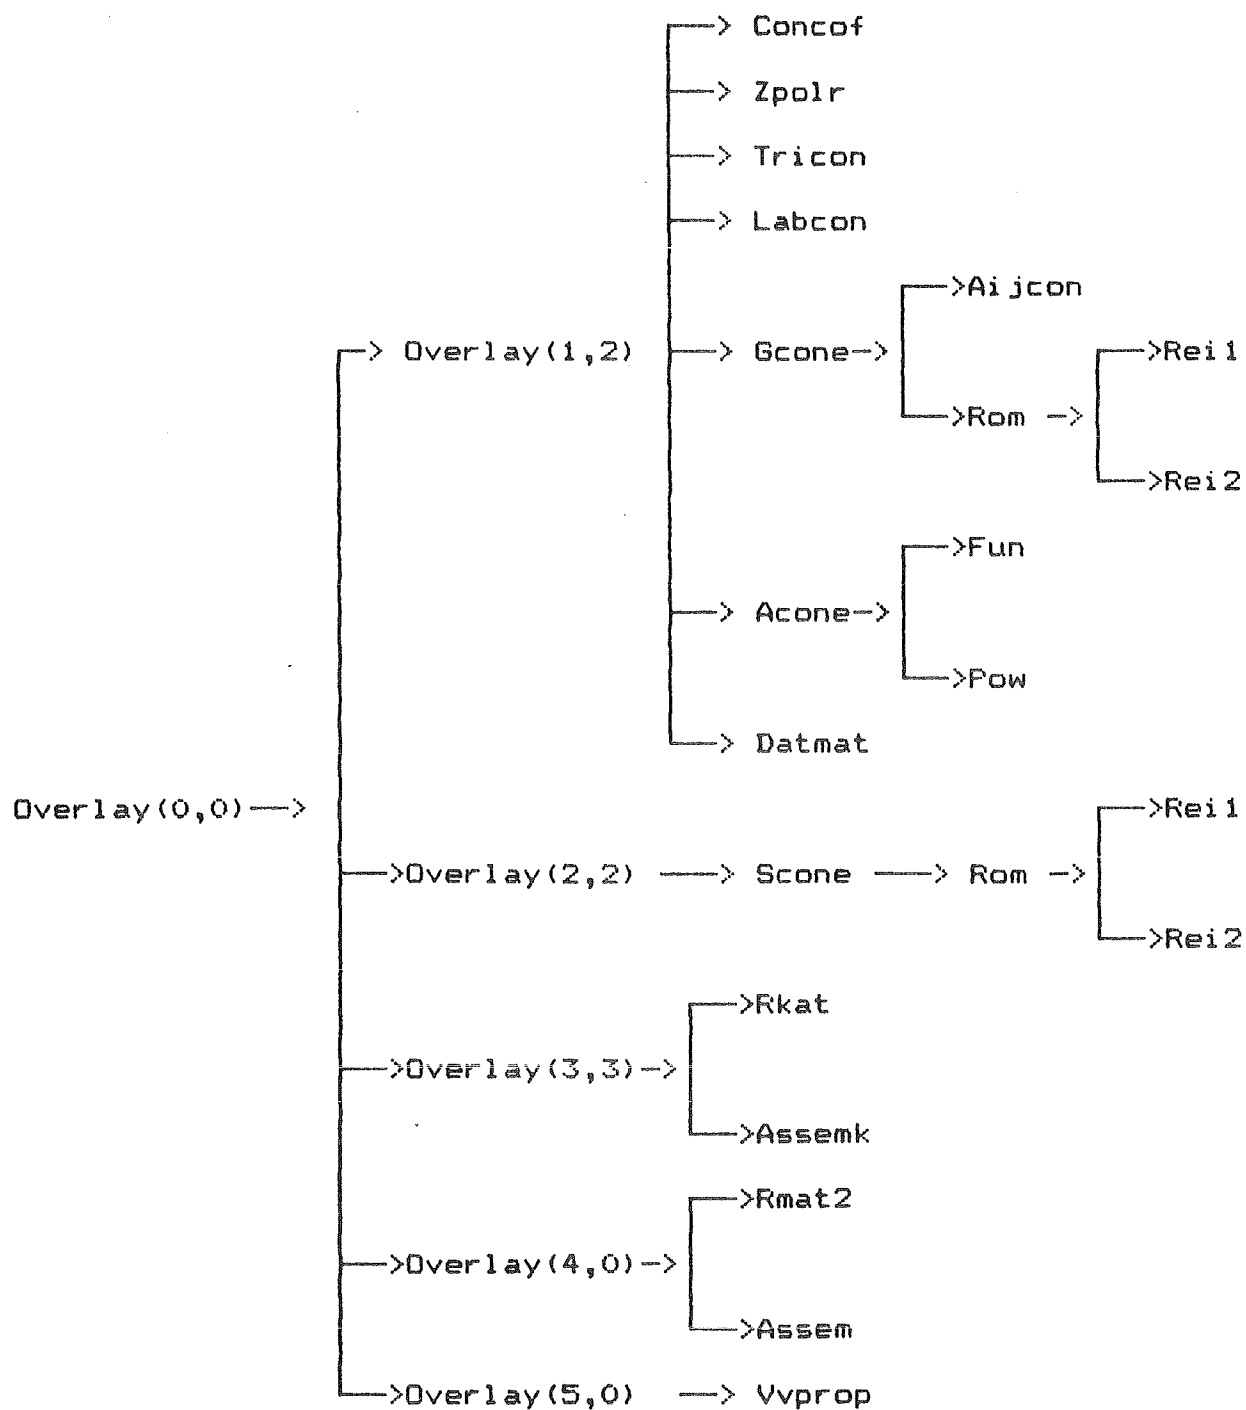 —> Concof
—> Zpolr
—> Tricon
—> Labcon
—>Aijcon
—> Overlay(1,2) —> Gcone—> —>Rei1
—>Rom —>
—>Rei2
—>Fun
—> Acone—>
—>Pow
—> Datmat
Overlay(0,0)—> —>Rei1
—>Overlay(2,2) —> Scone —> Rom —>
—>Rei2
—>Rkat
—>Overlay(3,3)—>
—>Assemk
—>Rmat2
—>Overlay(4,0)—>
—>Assem
—>Overlay(5,0) —> Vvprop